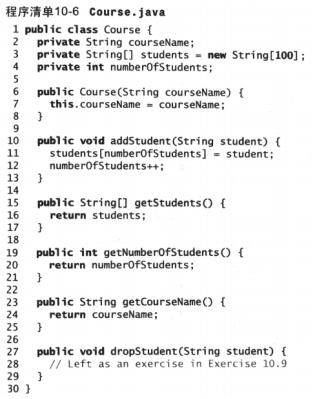 程序清单10-6 Course.java
1 public class Course {
2   private String courseName;
3   private String[] students = new String[100];
4   private int numberOfStudents;
5
6   public Course(String courseName) {
7     this.courseName = courseName;
8   }
9
10   public void addStudent(String student) {
11     students[numberOfStudents] = student;
12     numberOfStudents++;
13   }
14
15   public String[] getStudents() {
16     return students;
17   }
18
19   public int getNumberOfStudents() {
20     return numberOfStudents;
21   }
22
23   public String getCourseName() {
24     return courseName;
25   }
26
27   public void dropStudent(String student) {
28     // Left as an exercise in Exercise 10.9
29   }
30 }